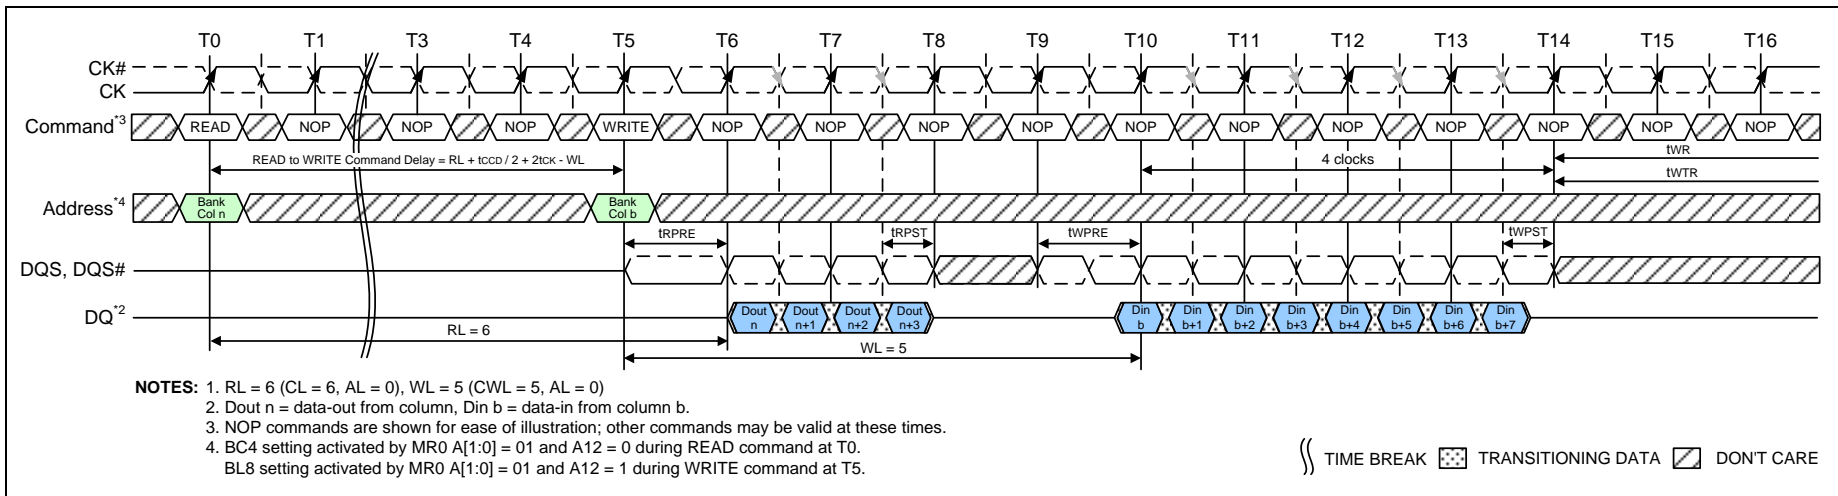 T0 T1 T3 T4 T5 T6 T7 T8 T9 T10 T11 T12 T13 T14 T15 T16
CK#
CK
Command*3 READ NOP NOP NOP WRITE NOP NOP NOP NOP NOP NOP NOP NOP NOP NOP NOP
READ to WRITE Command Delay = RL + tCCD / 2 + 2tCK - WL
4 clocks
tWR
tWTR
Address*4
Bank Col n
Bank Col b
tRPRE tRPST tWPRE tWPST
DQS, DQS#
DQ*2
Dout n
Dout n+1
Dout n+2
Dout n+3
Din b
Din b+1
Din b+2
Din b+3
Din b+4
Din b+5
Din b+6
Din b+7
RL = 6
WL = 5
NOTES: 1. RL = 6 (CL = 6, AL = 0), WL = 5 (CWL = 5, AL = 0)
2. Dout n = data-out from column, Din b = data-in from column b.
3. NOP commands are shown for ease of illustration; other commands may be valid at these times.
4. BC4 setting activated by MR0 A[1:0] = 01 and A12 = 0 during READ command at T0.
BL8 setting activated by MR0 A[1:0] = 01 and A12 = 1 during WRITE command at T5.
TIME BREAK TRANSITIONING DATA DON'T CARE